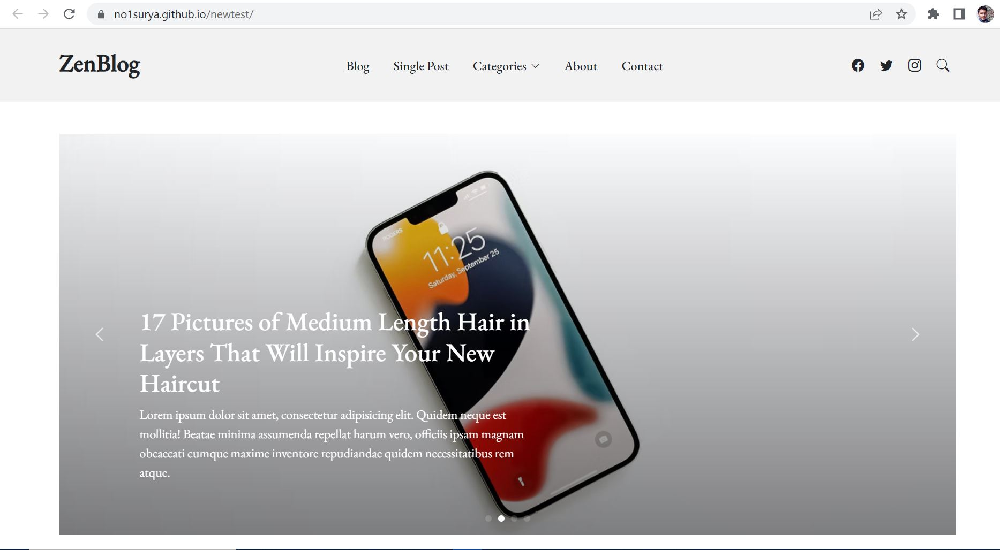 no1surya.github.io/newtest/
ZenBlog
Blog Single Post Categories About Contact
ROGERS
11:25
Saturday, September 25
17 Pictures of Medium Length Hair in
Layers That Will Inspire Your New
Haircut
Lorem ipsum dolor sit amet, consectetur adipisicing elit. Quidem neque est
mollitia! Beatae minima assumenda repellat harum vero, officiis ipsam magnam
obcaecati cumque maxime inventore repudiandae quidem necessitatibus rem
atque.